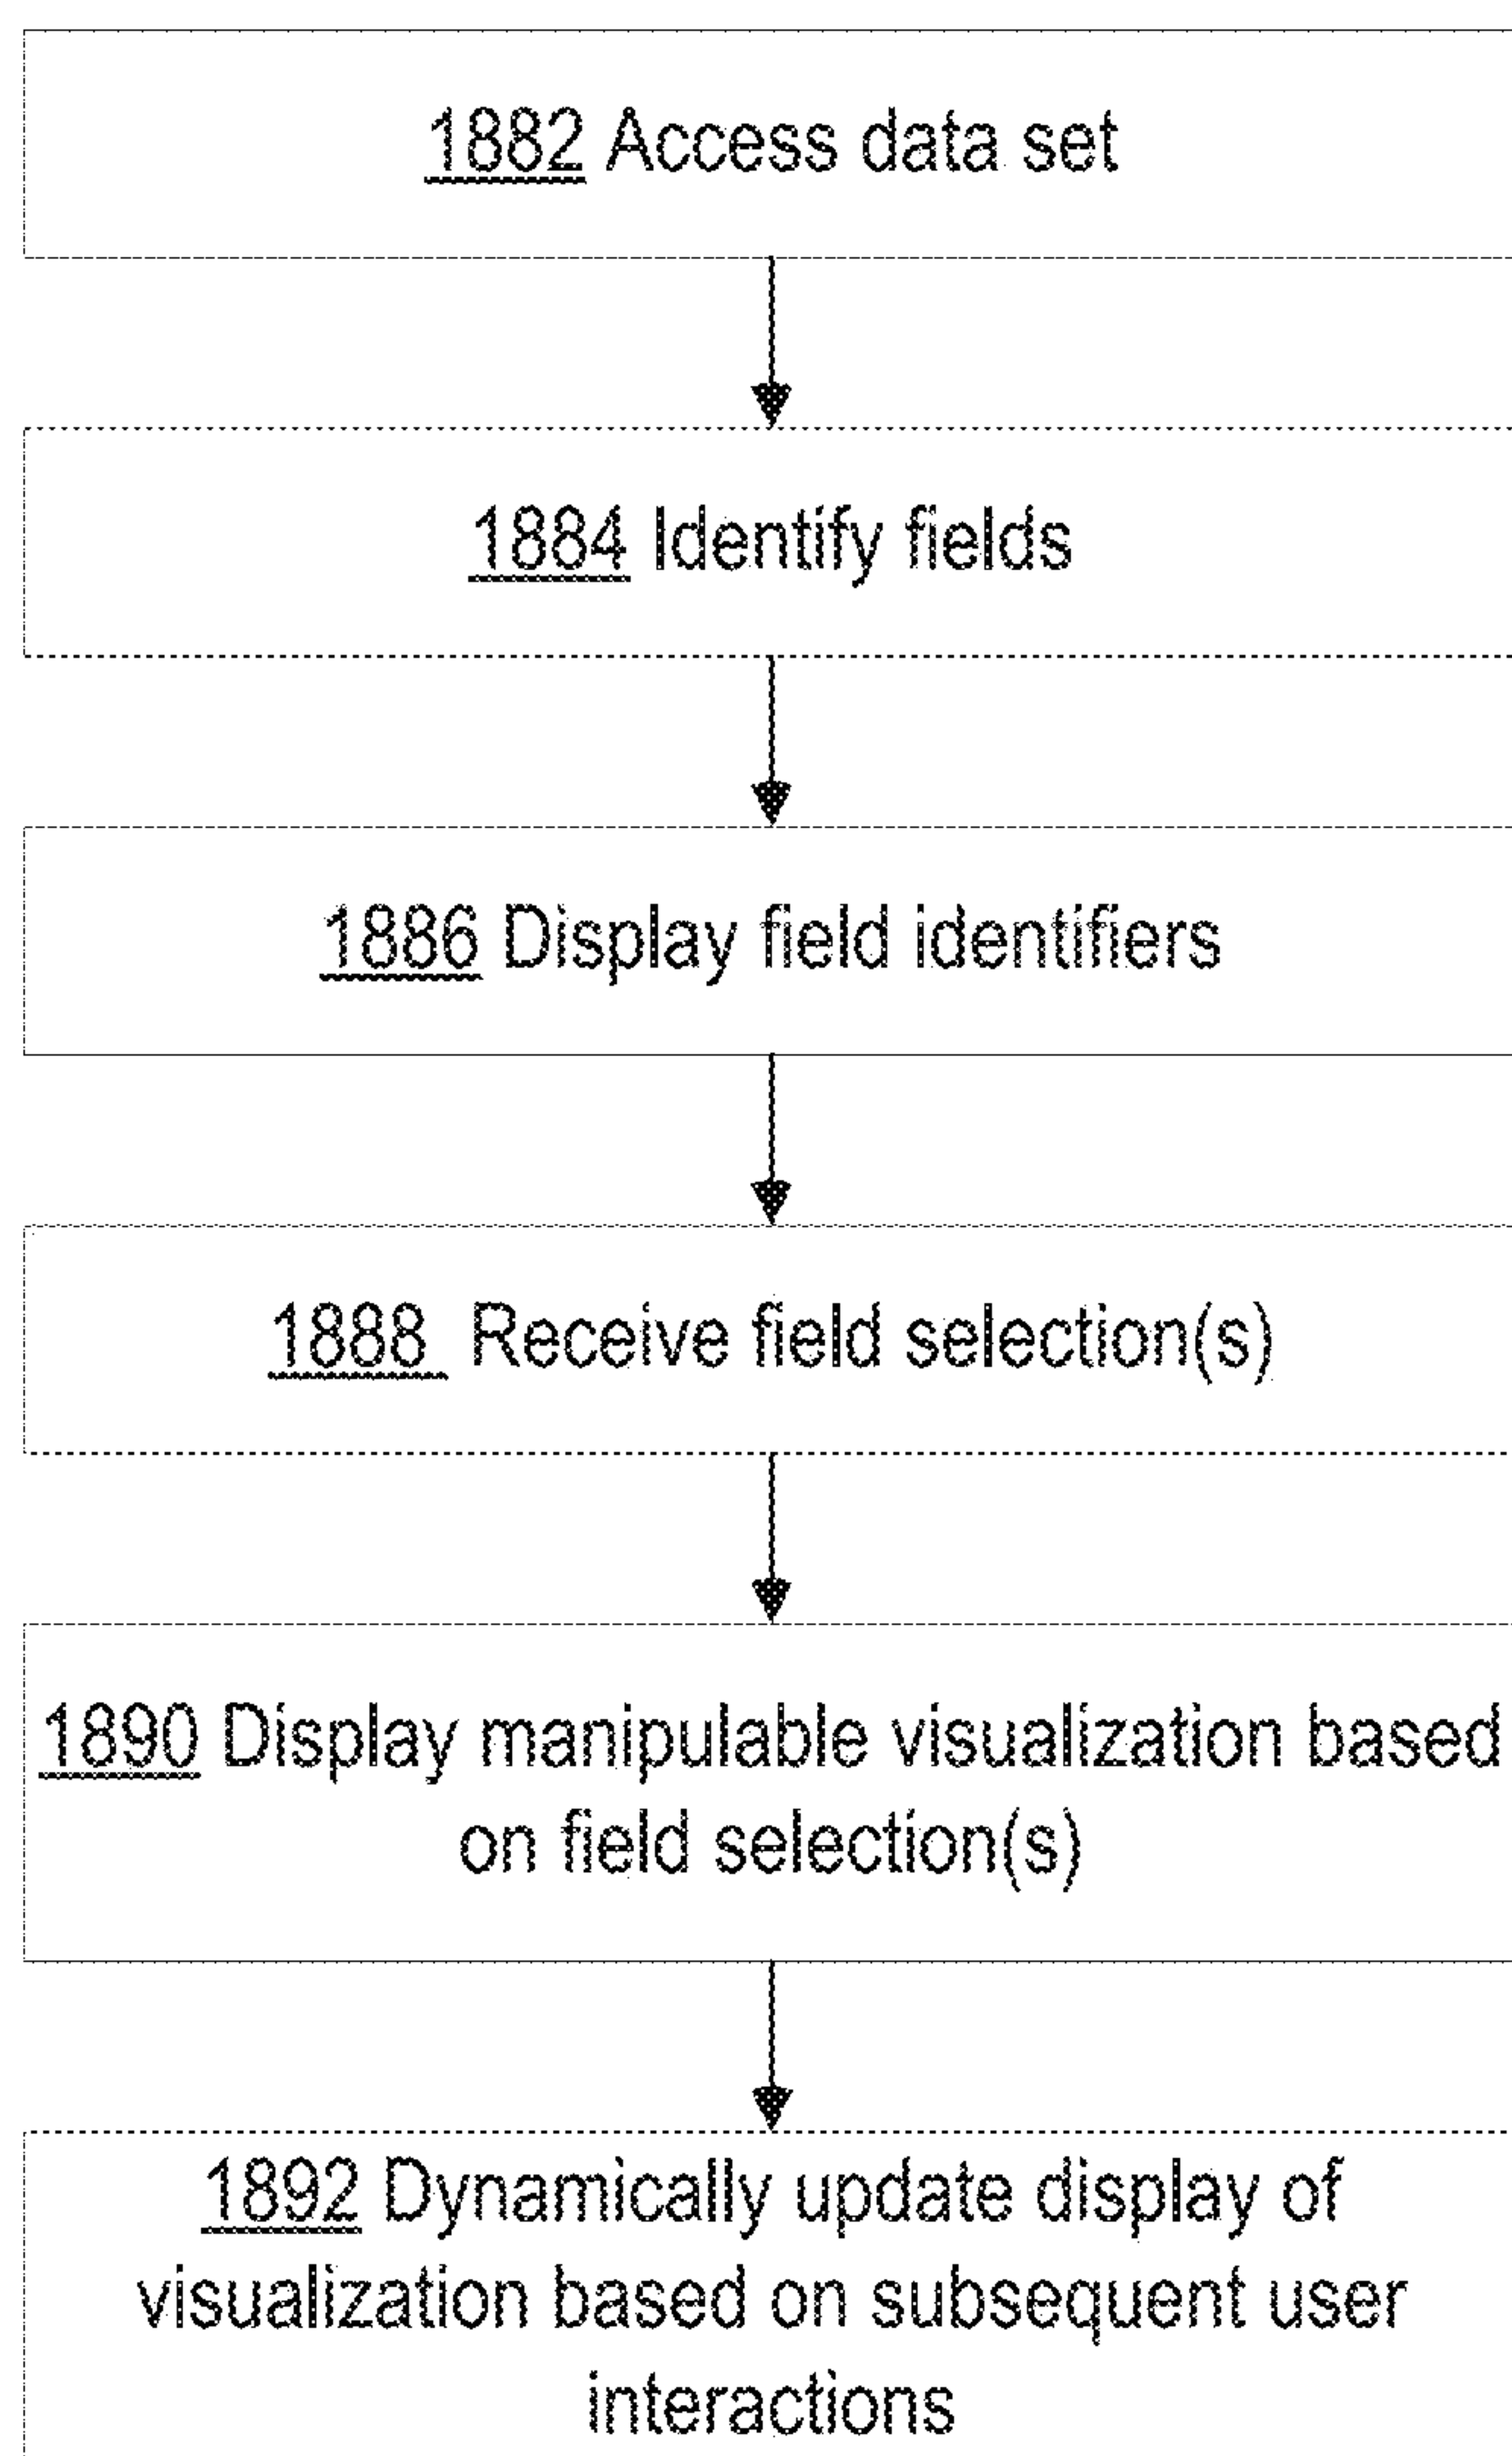 1882 Access data set
1884 Identify fields
1886 Display field identifiers
1888 Receive field selection(s)
1890 Display manipulable visualization based
on field selection(s)
1892 Dynamically update display of
visualization based on subsequent user
interactions